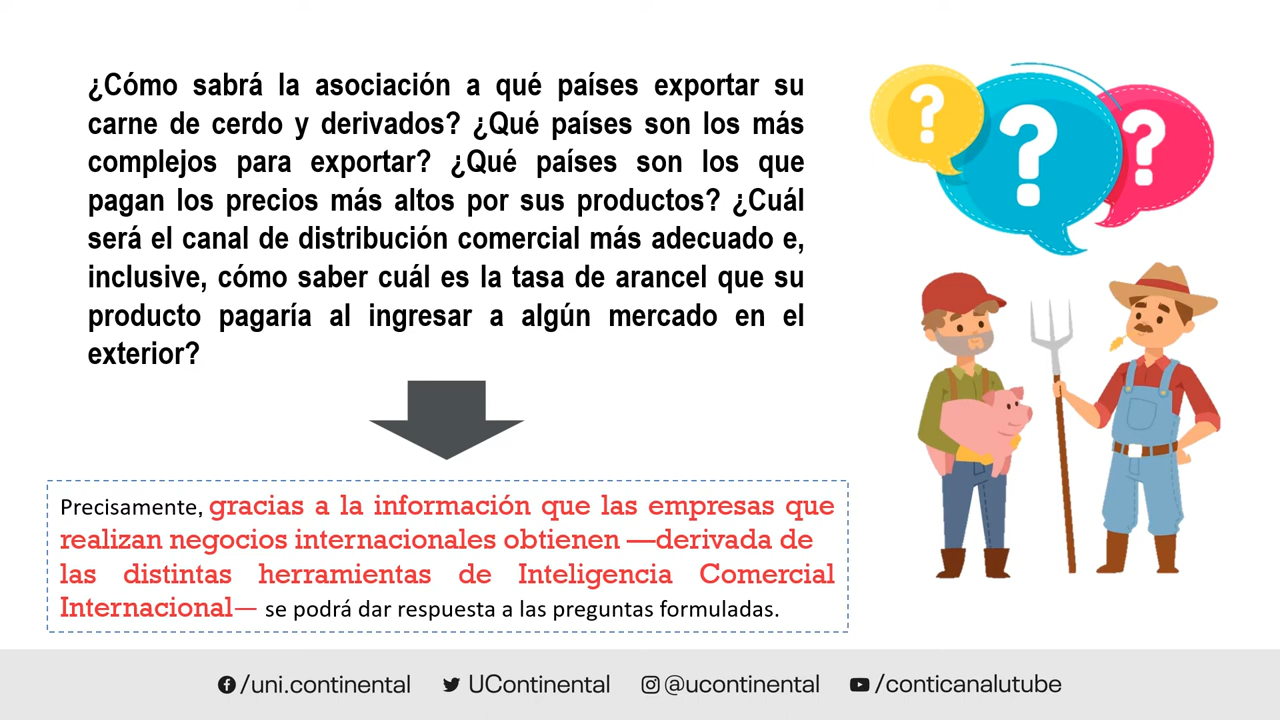 ¿Cómo sabrá la asociación a qué países exportar su
carne de cerdo y derivados? ¿Qué países son los más
complejos para exportar? ¿Qué países son los que
pagan los precios más altos por sus productos? ¿Cuál
será el canal de distribución comercial más adecuado e,
inclusive, cómo saber cuál es la tasa de arancel que su
producto pagaría al ingresar a algún mercado en el
exterior?
? ? ?
Precisamente, gracias a la información que las empresas que
realizan negocios internacionales obtienen —derivada de
las distintas herramientas de Inteligencia Comercial
Internacional— se podrá dar respuesta a las preguntas formuladas.
/uni.continental UContinental @ucontinental /conticanalutube